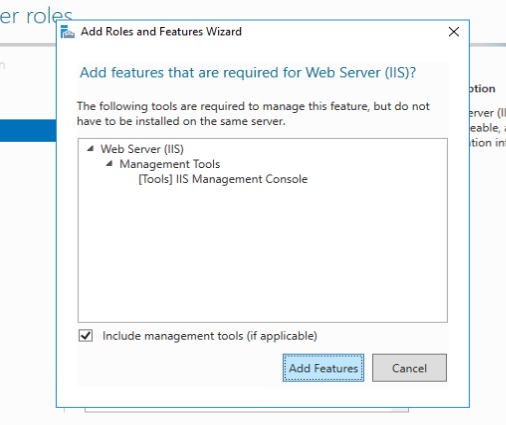 er roles
Add Roles and Features Wizard
Add features that are required for Web Server (IIS)?
The following tools are required to manage this feature, but do not
have to be installed on the same server.
Web Server (IIS)
Management Tools
[Tools] IIS Management Console
Include management tools (if applicable)
Add Features
Cancel
ption
erver (II
eable, a
tion in